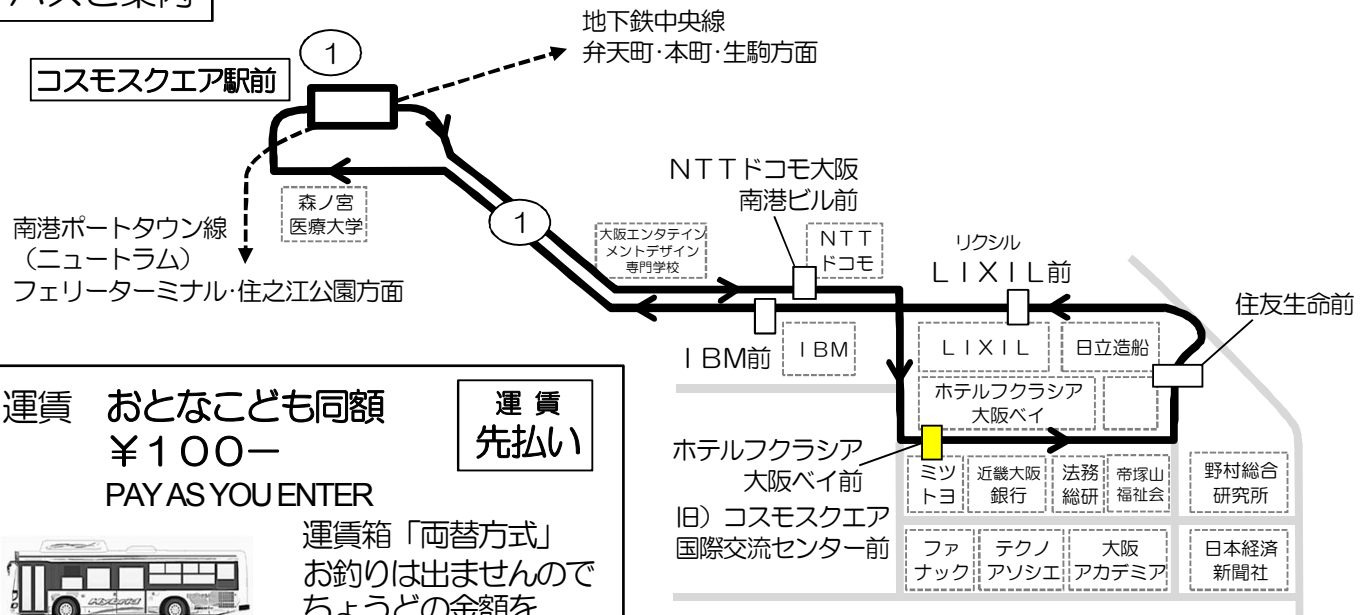 バスご案内
①
コスモスクエア駅前
地下鉄中央線
弁天町・本町・生駒方面
南港ポートタウン線
（ニュートラム）
フェリーターミナル・住之江公園方面
森ノ宮
医療大学
①
大阪エンタテイン
メントデザイン
専門学校
ＮＴＴドコモ大阪
南港ビル前
ＮＴＴ
ドコモ
リクシル
ＬＩＸＩＬ前
住友生命前
ＩＢＭ前
ＩＢＭ
ＬＩＸＩＬ
日立造船
ホテルフクラシア
大阪ベイ
ホテルフクラシア
大阪ベイ前
旧）コスモスクエア
国際交流センター前
ミツ
トヨ
近畿大阪
銀行
法務
総研
帝塚山
福祉会
野村総合
研究所
ファ
ナック
テクノ
アソシエ
大阪
アカデミア
日本経済
新聞社
運賃 おとなこども同額
￥１００－
PAY AS YOU ENTER
運賃
先払い
運賃箱「両替方式」
お釣りは出ませんので
ちょうどの金額を